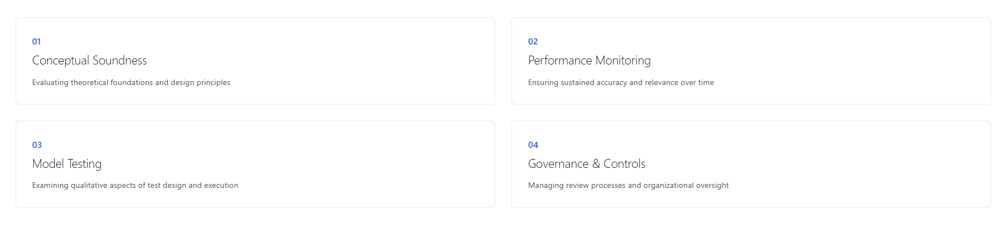 01
Conceptual Soundness
Evaluating theoretical foundations and design principles
02
Performance Monitoring
Ensuring sustained accuracy and relevance over time
03
Model Testing
Examining qualitative aspects of test design and execution
04
Governance & Controls
Managing review processes and organizational oversight